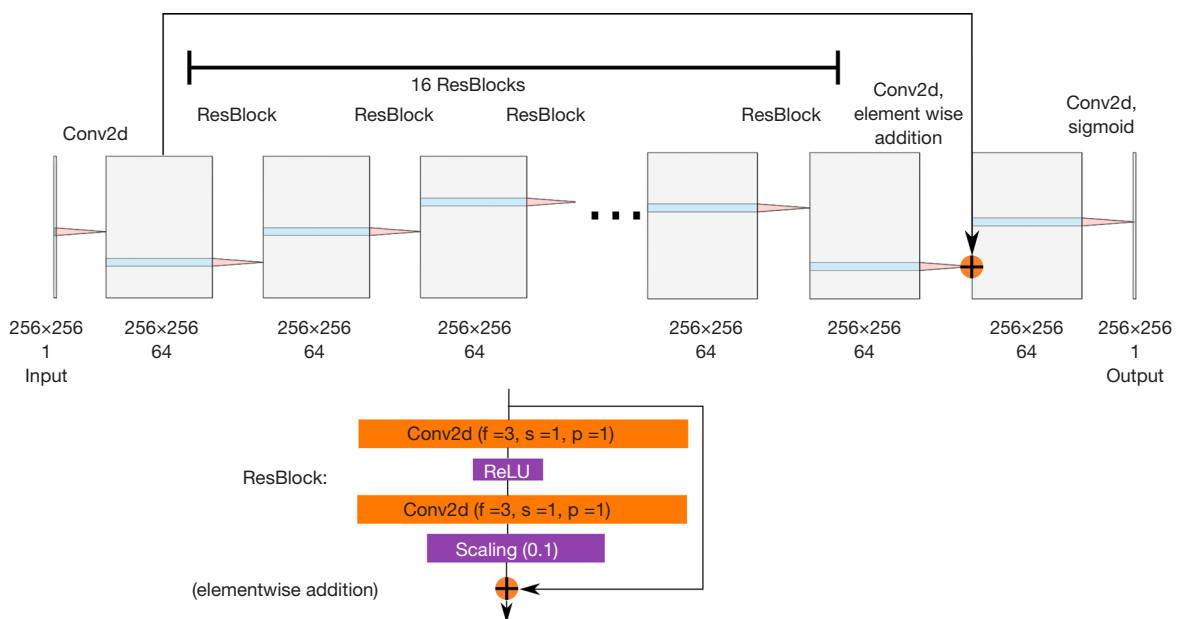 16 ResBlocks
Conv2d
ResBlock
ResBlock
ResBlock
ResBlock
Conv2d,
element wise
addition
Conv2d,
sigmoid
256×256
1
Input
256×256
64
256×256
64
256×256
64
256×256
64
256×256
64
256×256
64
256×256
1
Output
ResBlock:
Conv2d (f =3, s =1, p =1)
ReLU
Conv2d (f =3, s =1, p =1)
Scaling (0.1)
(elementwise addition)